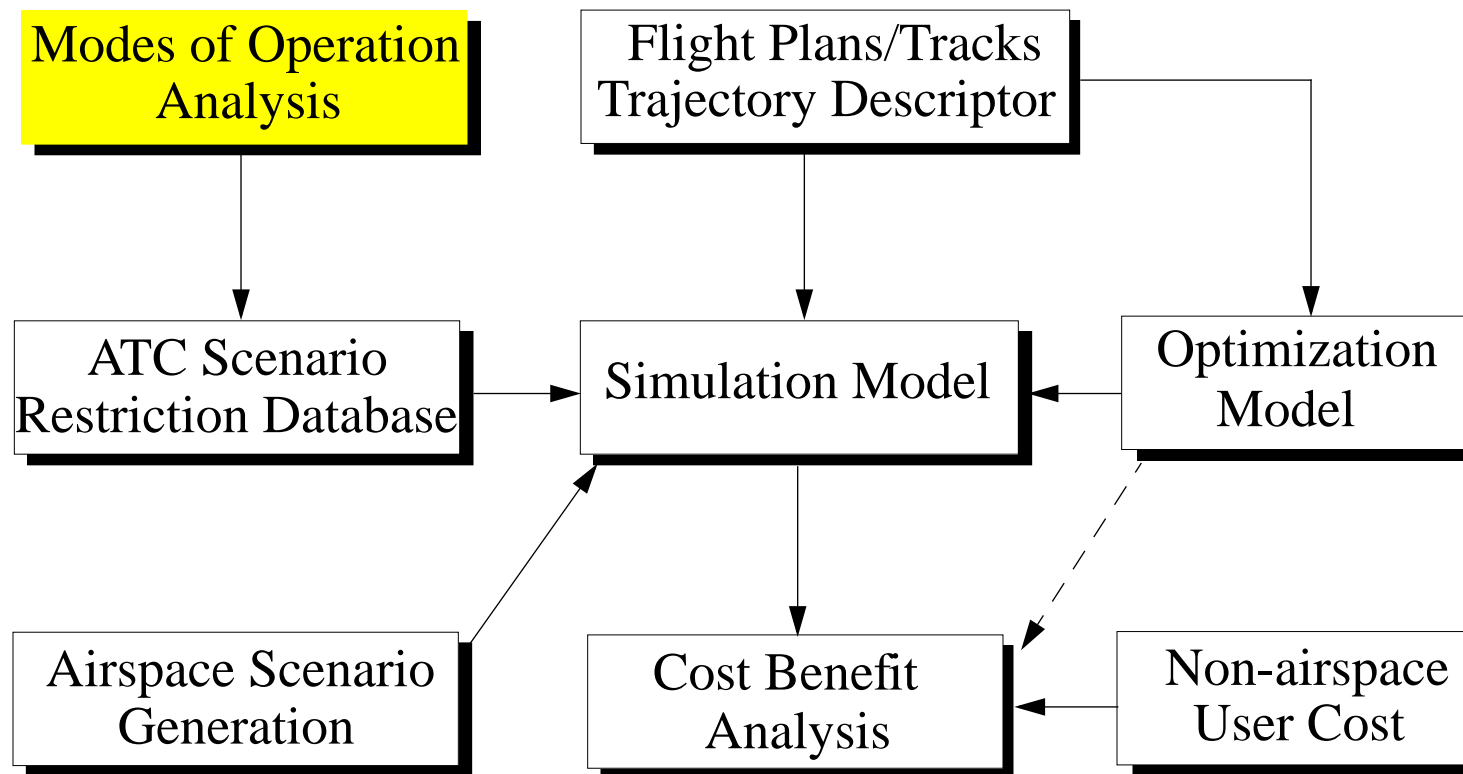 Modes of Operation
Analysis
Flight Plans/Tracks
Trajectory Descriptor
ATC Scenario
Restriction Database
Simulation Model
Optimization
Model
Airspace Scenario
Generation
Cost Benefit
Analysis
Non-airspace
User Cost